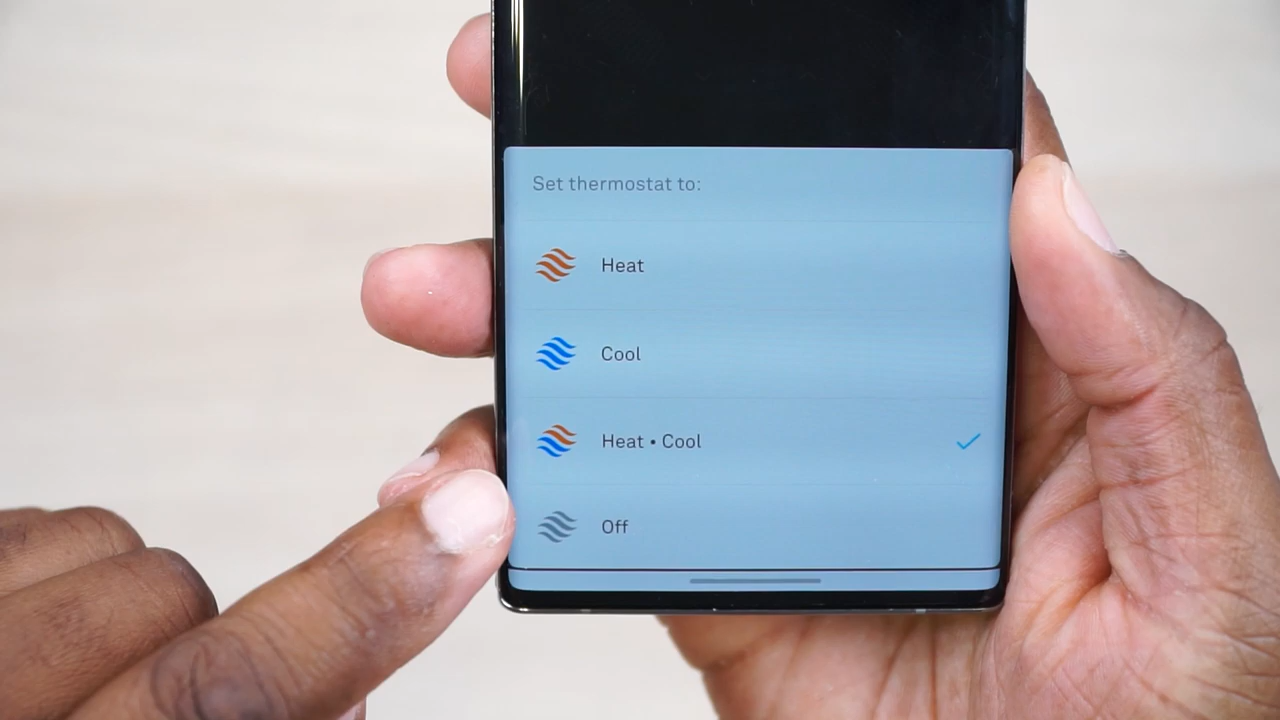 Set thermostat to:
Heat
Cool
Heat • Cool
Off